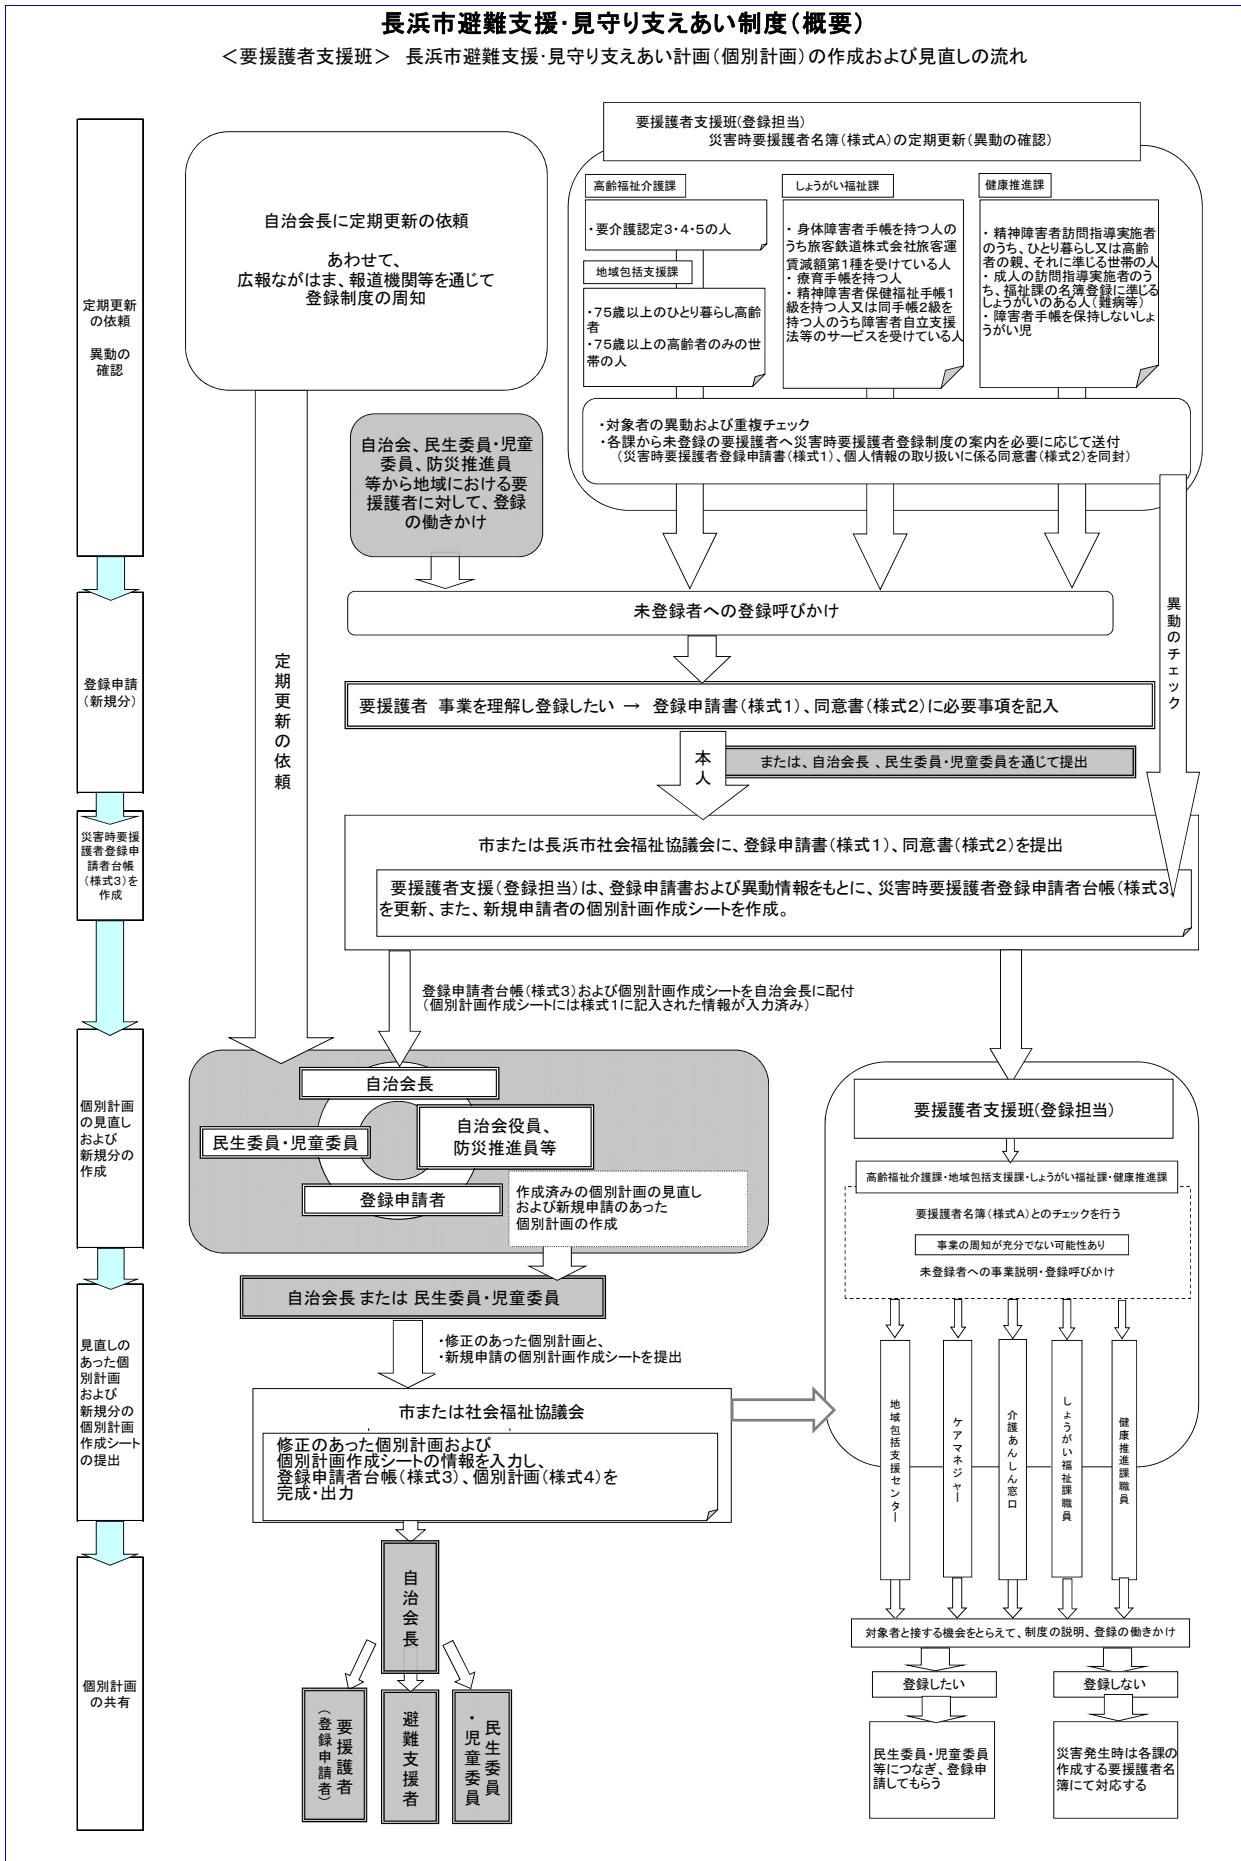 長浜市避難支援・見守り支えあい制度（概要）
＜要援護者支援班＞ 長浜市避難支援・見守り支えあい計画（個別計画）の作成および見直しの流れ
定期更新
の依頼
異動の
確認
自治会長に定期更新の依頼
あわせて、
広報ながはま、報道機関等を通じて
登録制度の周知
要援護者支援班(登録担当)
災害時要援護者名簿（様式A）の定期更新（異動の確認）
高齢福祉介護課
・要介護認定3・4・5の人
地域包括支援課
・75歳以上のひとり暮らし高齢
者
・75歳以上の高齢者のみの世
帯の人
しょうがい福祉課
・ 身体障害者手帳を持つ人の
うち旅客鉄道株式会社旅客運
賃減額第1種を受けている人
・ 療育手帳を持つ人
・ 精神障害者保健福祉手帳1
級を持つ人又は同手帳2級を
持つ人のうち障害者自立支援
法等のサービスを受けている人
健康推進課
・ 精神障害者訪問指導実施者
のうち、ひとり暮らし又は高齢
者の親、それに準じる世帯の人
・ 成人の訪問指導実施者のう
ち、福祉課の名簿登録に準じる
しょうがいのある人（難病等）
・ 障害者手帳を保持しないしょ
うがい児
・対象者の異動および重複チェック
・各課から未登録の要援護者へ災害時要援護者登録制度の案内を必要に応じて送付
（災害時要援護者登録申請書（様式1）、個人情報の取り扱いに係る同意書（様式2）を同封）
自治会、民生委員・児童
委員、防災推進員
等から地域における要
援護者に対して、登録
の働きかけ
登録申請
（新規分）
定期更新の依頼
未登録者への登録呼びかけ
異動のチェック
要援護者 事業を理解し登録したい → 登録申請書（様式1）、同意書（様式2）に必要事項を記入
本人
または、自治会長 、民生委員・児童委員を通じて提出
災害時要援
護者登録申
請者台帳
（様式3）を
作成
市または長浜市社会福祉協議会に、登録申請書（様式1）、同意書（様式2）を提出
要援護者支援（登録担当）は、登録申請書および異動情報をもとに、災害時要援護者登録申請者台帳（様式3）
を更新、また、新規申請者の個別計画作成シートを作成。
登録申請者台帳（様式3）および個別計画作成シートを自治会長に配付
（個別計画作成シートには様式1に記入された情報が入力済み）
個別計画
の見直し
および
新規分の
作成
自治会長
民生委員・児童委員
自治会役員、
防災推進員等
登録申請者
作成済みの個別計画の見直し
および新規申請のあった
個別計画の作成
要援護者支援班(登録担当)
高齢福祉介護課・地域包括支援課・しょうがい福祉課・健康推進課
要援護者名簿（様式A）とのチェックを行う
事業の周知が充分でない可能性あり
未登録者への事業説明・登録呼びかけ
見直しの
あった個
別計画
および
新規分の
個別計画
作成シート
の提出
自治会長 または 民生委員・児童委員
・修正のあった個別計画と、
・新規申請の個別計画作成シートを提出
市または社会福祉協議会
修正のあった個別計画および
個別計画作成シートの情報を入力し、
登録申請者台帳（様式3）、個別計画（様式4）を
完成・出力
地域包括支援センター
ケアマネジャー
介護あんしん窓口
しょうがい福祉課職員
健康推進課職員
個別計画
の共有
自治会長
要援護者
（登録申請者）
避難支援者
民生委員
・児童委員
対象者と接する機会をとらえて、制度の説明、登録の働きかけ
登録したい
登録しない
民生委員・児童委員
等につなぎ、登録申
請してもらう
災害発生時は各課の
作成する要援護者名
簿にて対応する